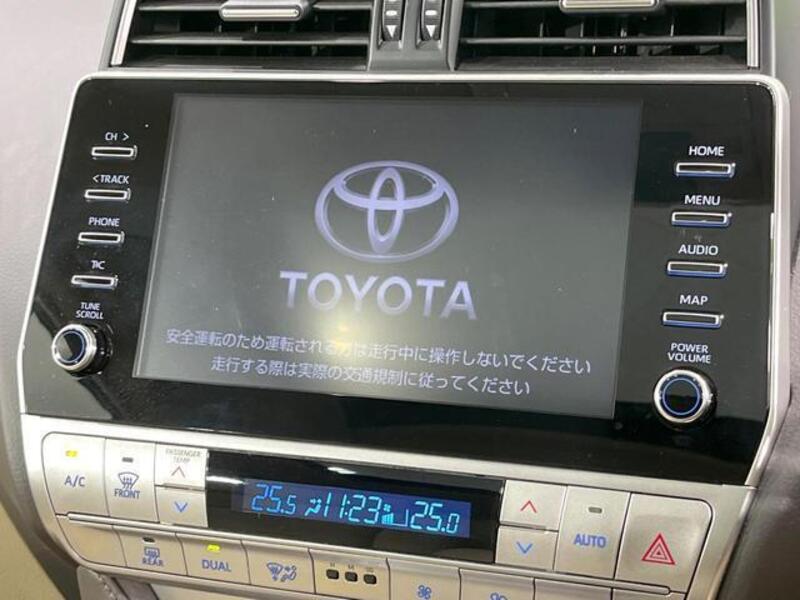 CH >
HOME
< TRACK
MENU
PHONE
AUDIO
T/C
MAP
TUNE
SCROLL
POWER
VOLUME
TOYOTA
安全運転のため運転される方は走行中に操作しないでください
走行する際は実際の交通規制に従ってください
A/C
FRONT
PASSENGER
TEMP
25.5 11:23 25.0
AUTO
REAR
DUAL